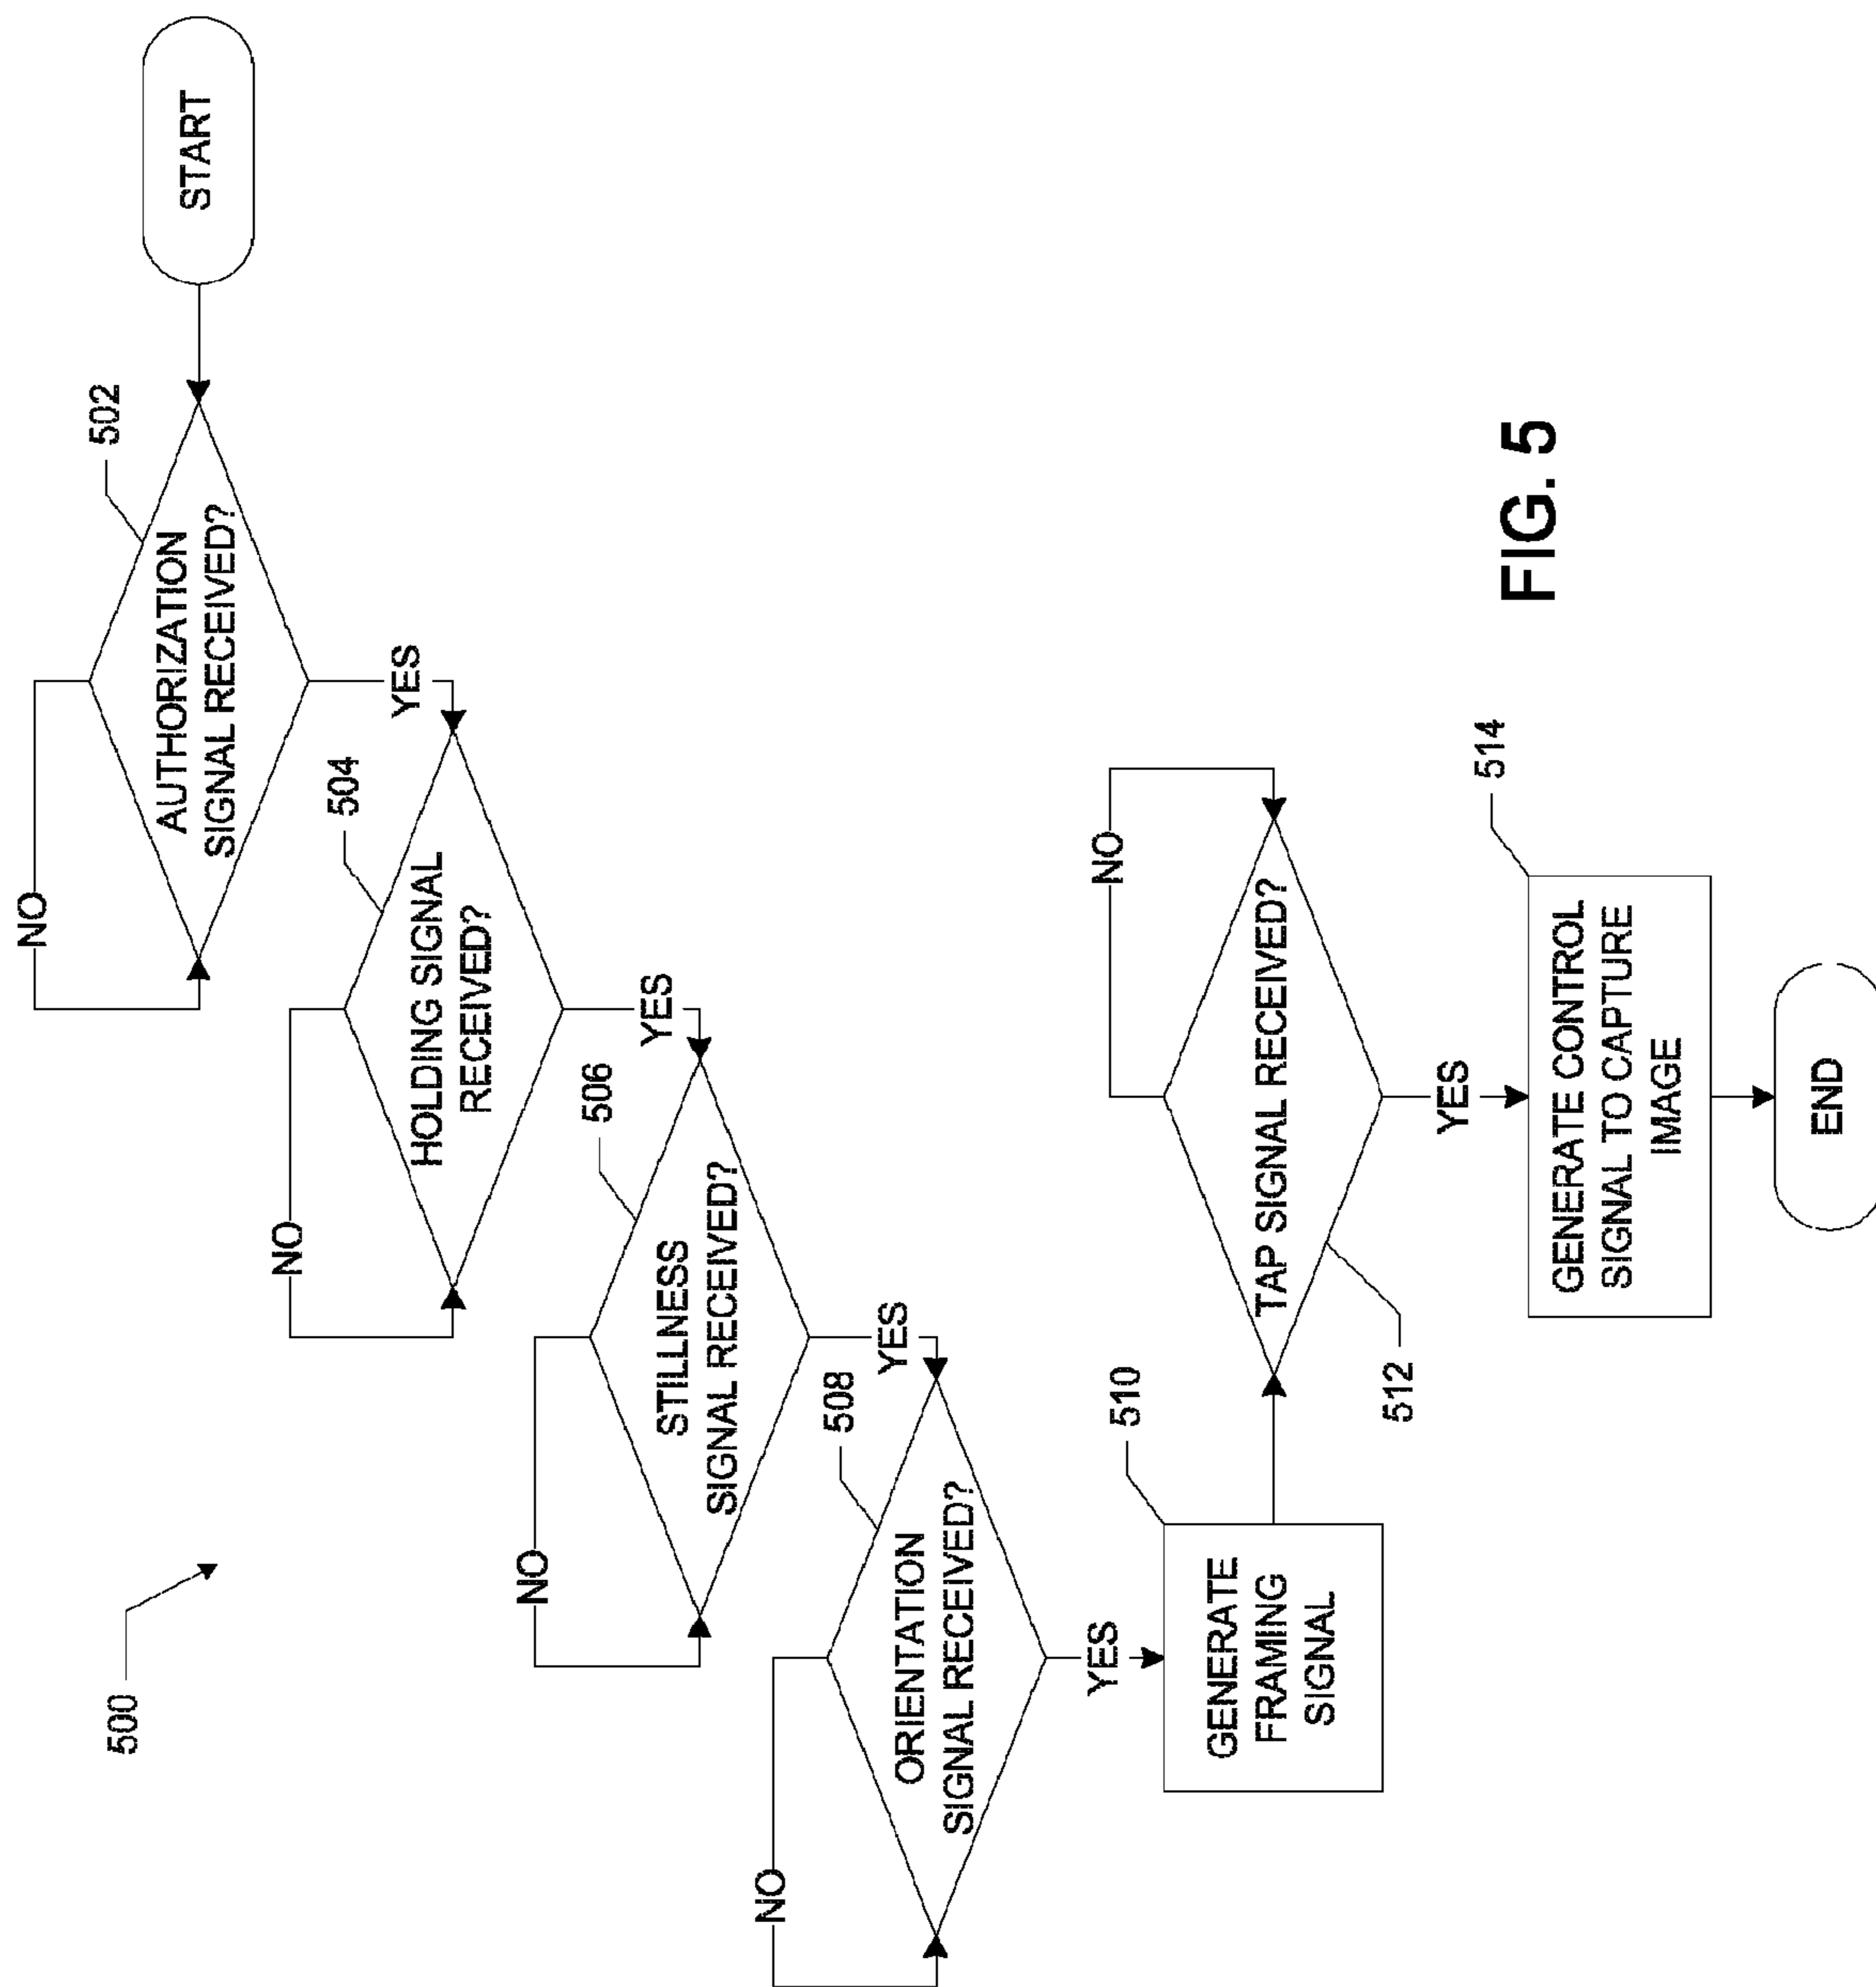 500
START
502
AUTHORIZATION
SIGNAL RECEIVED?
NO
YES
504
HOLDING SIGNAL
RECEIVED?
NO
YES
506
STILLNESS
SIGNAL RECEIVED?
NO
YES
508
ORIENTATION
SIGNAL RECEIVED?
NO
YES
510
GENERATE
FRAMING
SIGNAL
512
TAP SIGNAL RECEIVED?
NO
YES
514
GENERATE CONTROL
SIGNAL TO CAPTURE
IMAGE
END
FIG. 5